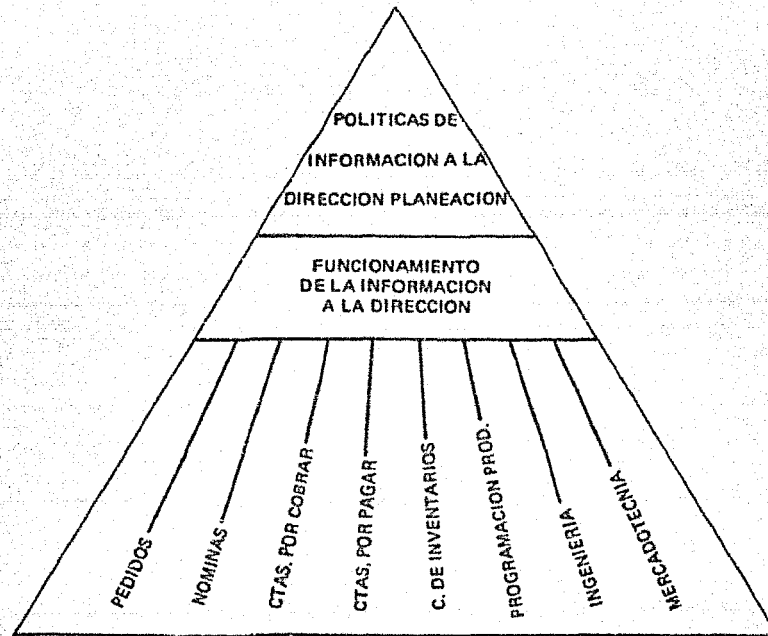 POLITICAS DE
INFORMACION A LA
DIRECCION PLANEACION
FUNCIONAMIENTO
DE LA INFORMACION
A LA DIRECCION
PEDIDOS
NOMINAS
CTAS. POR COBRAR
CTAS. POR PAGAR
C. DE INVENTARIOS
PROGRAMACION PROD.
INGENIERIA
MERCADOTECNIA